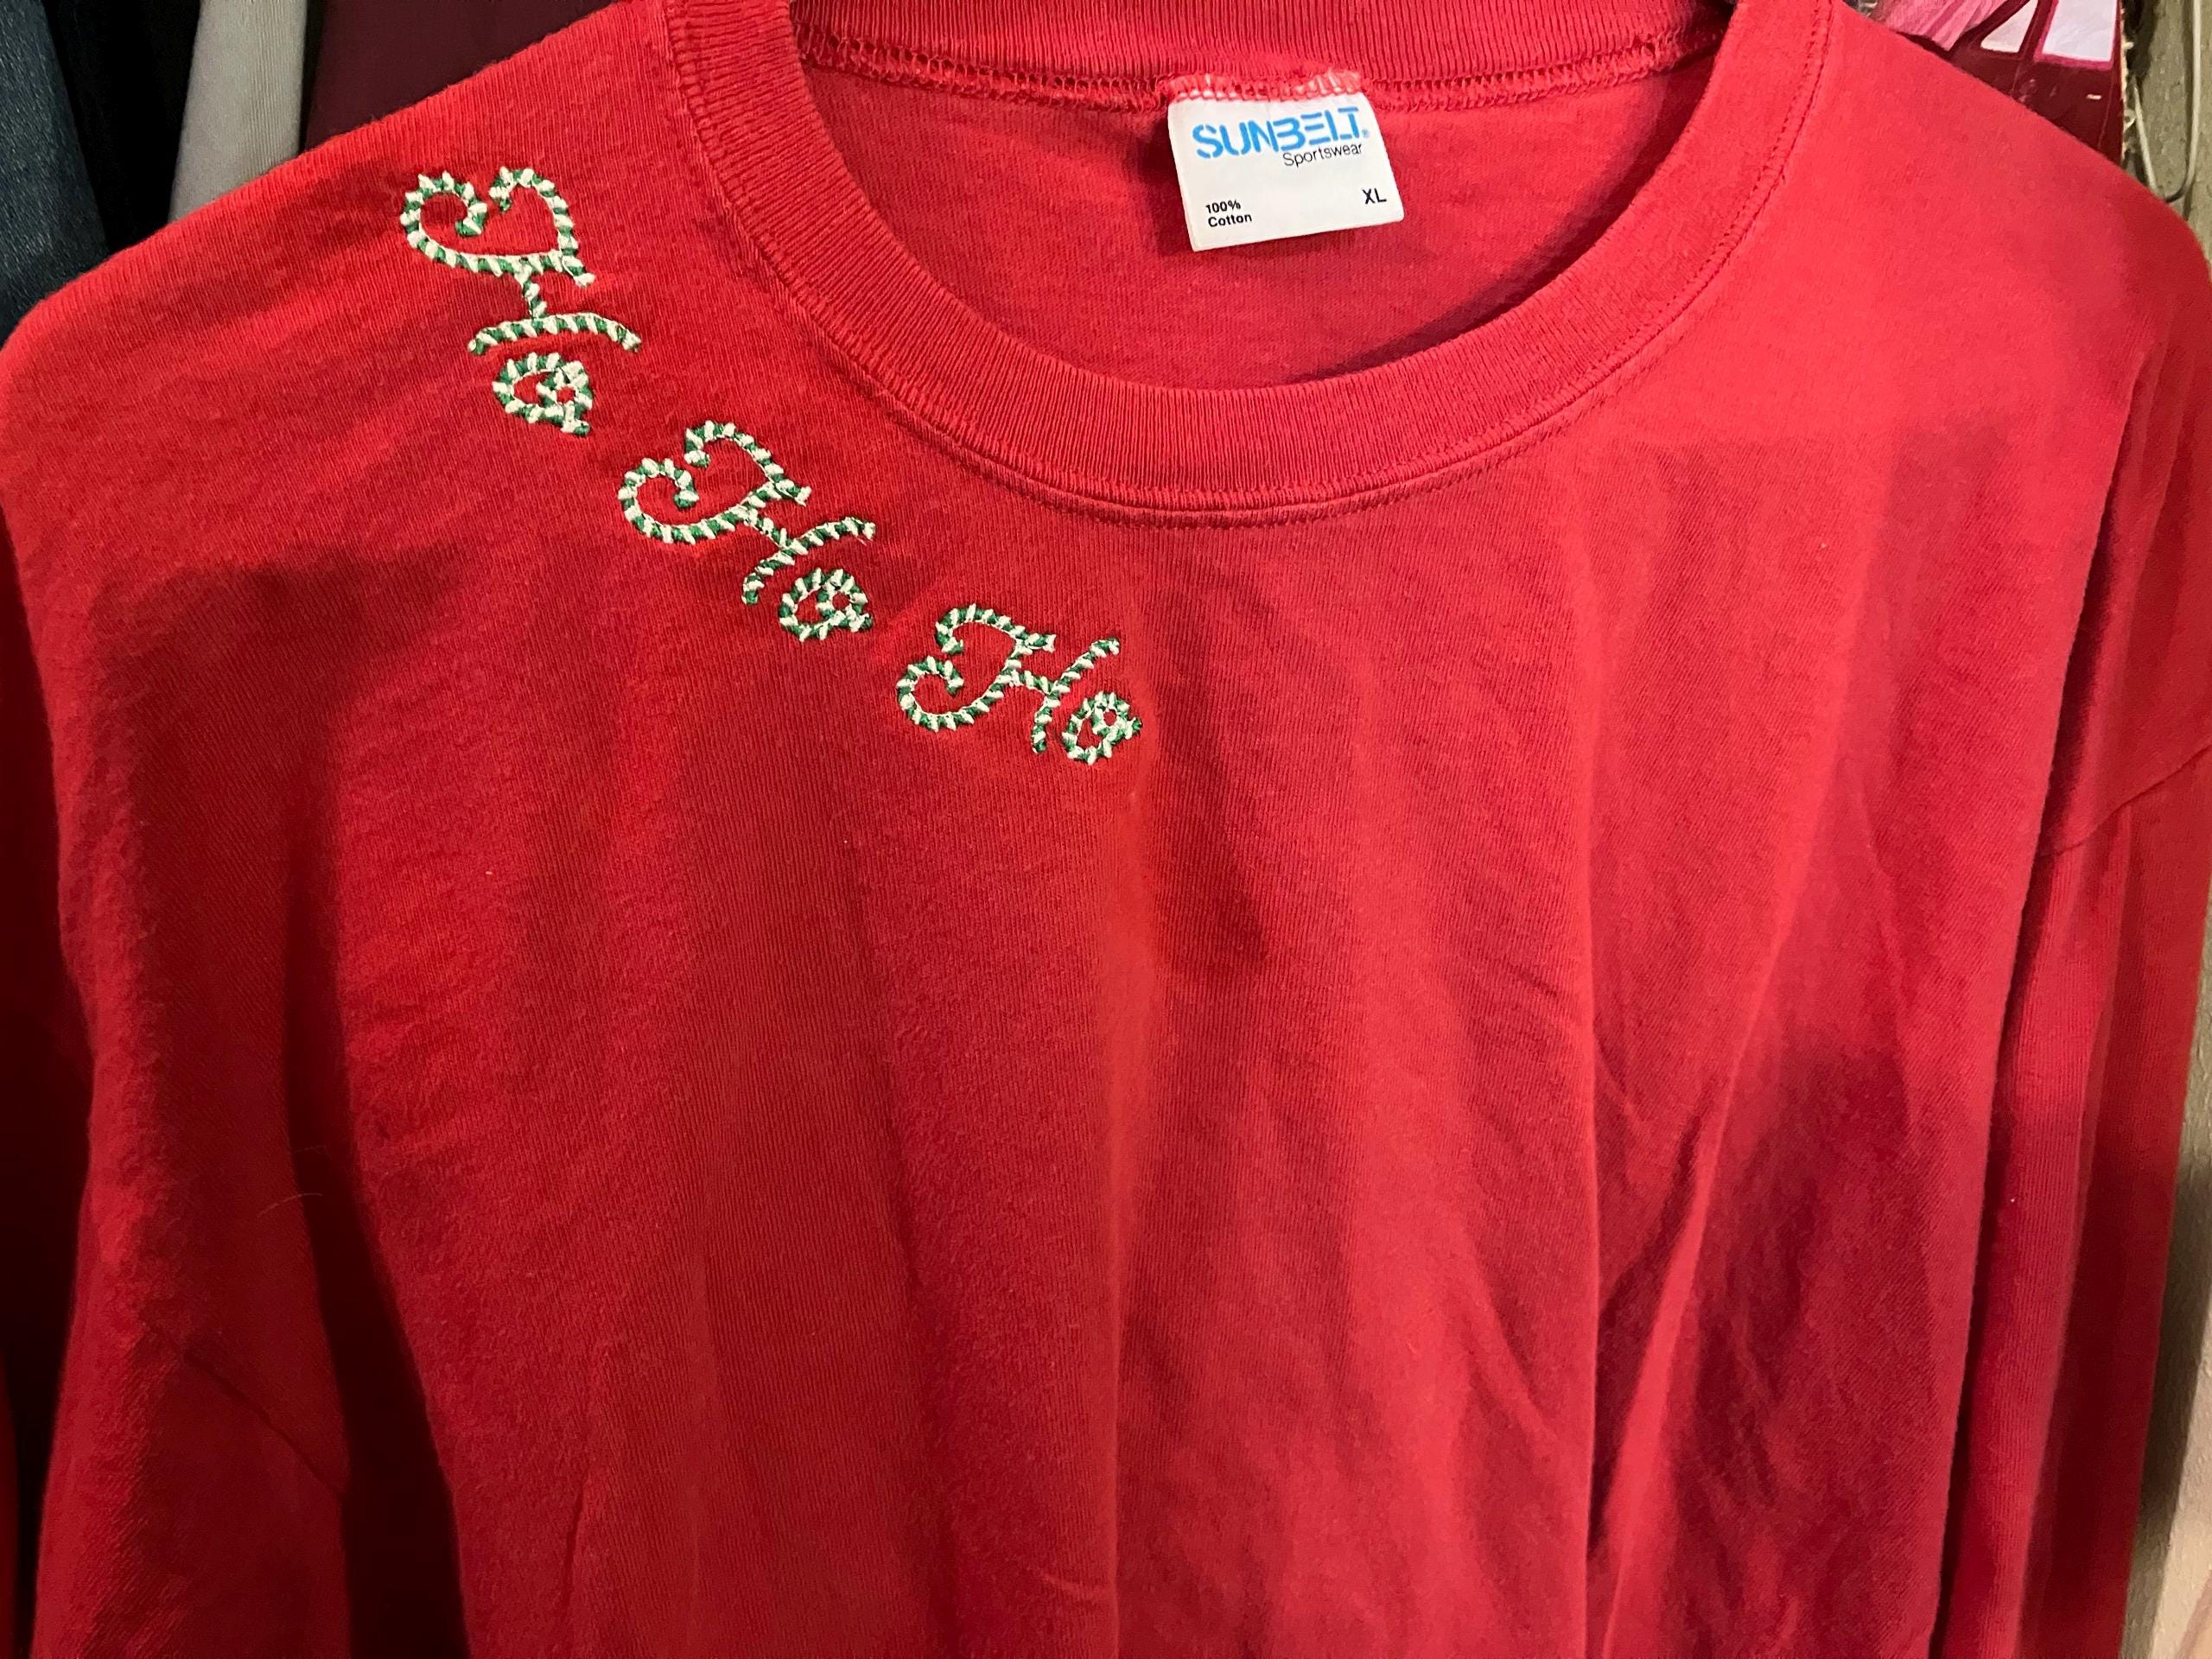 SUNBELT®
Sportswear
100%
Cotton
XL
Ho Ho Ho